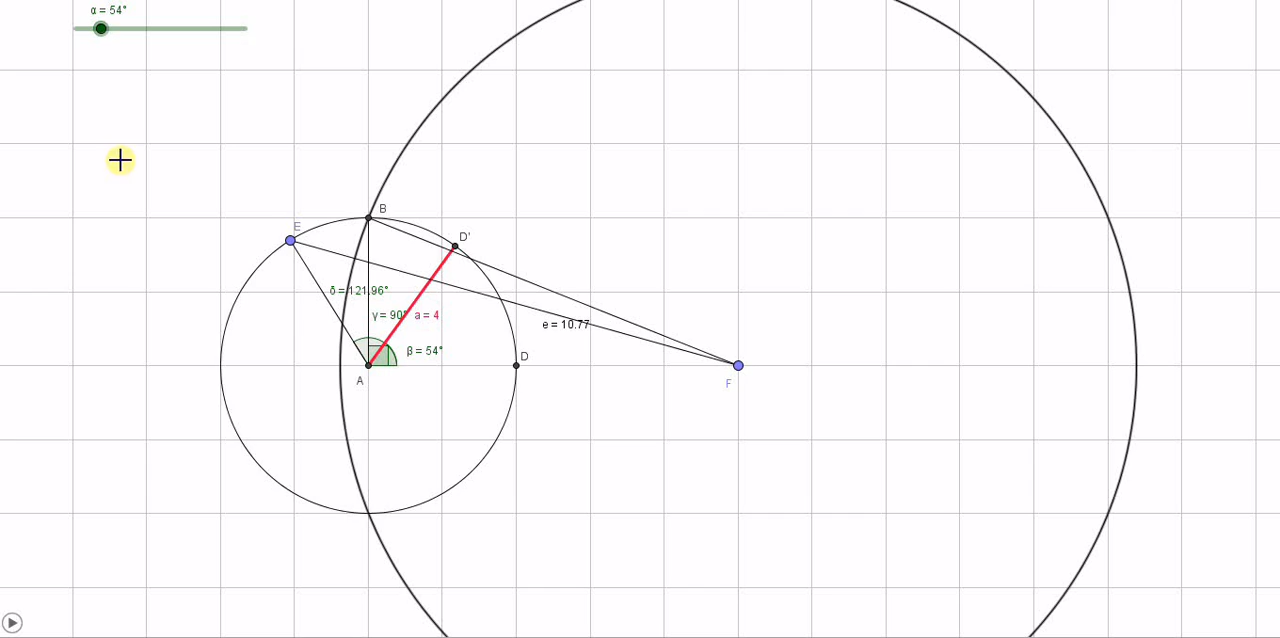 α = 54°
B
E
D'
δ = 121.96°
γ = 90°
a = 4
e = 10.77
β = 54°
D
A
F